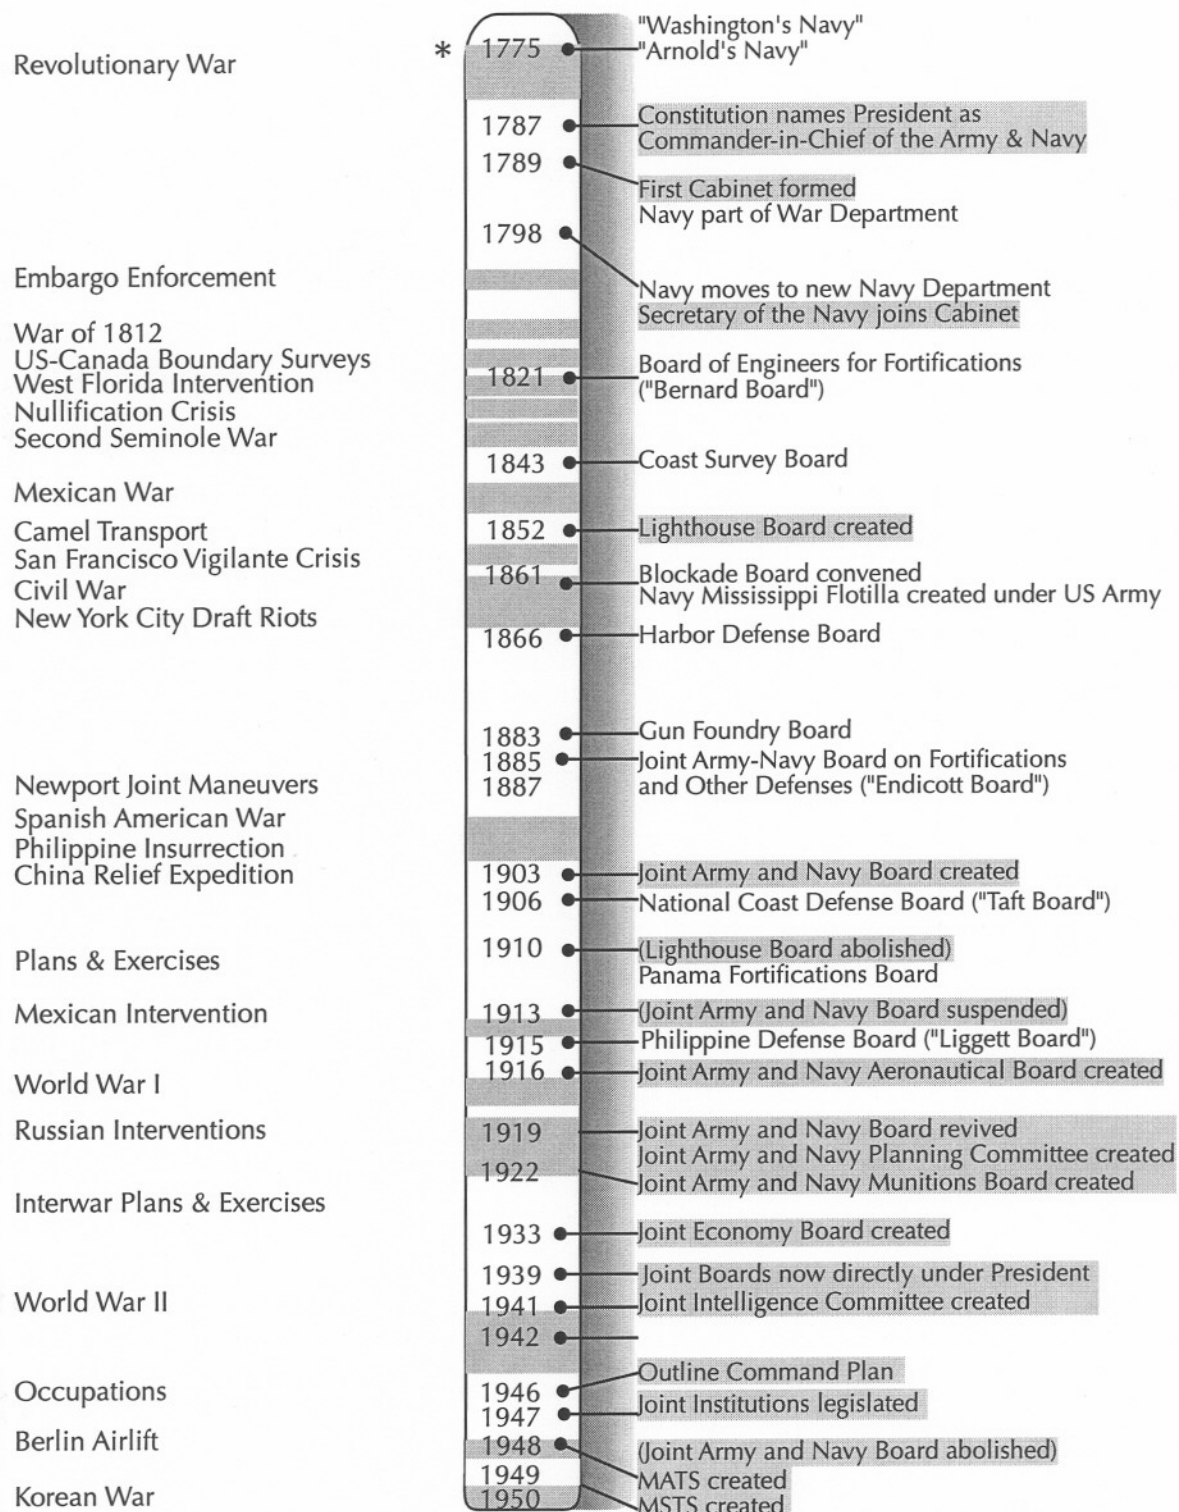 "Washington's Navy"
* 1775 "Arnold's Navy"
Revolutionary War
1787 Constitution names President as
Commander-in-Chief of the Army & Navy
1789
First Cabinet formed
Navy part of War Department
1798
Embargo Enforcement
Navy moves to new Navy Department
Secretary of the Navy joins Cabinet
War of 1812
US-Canada Boundary Surveys
West Florida Intervention
1821 Board of Engineers for Fortifications
("Bernard Board")
Nullification Crisis
Second Seminole War
1843 Coast Survey Board
Mexican War
Camel Transport
1852 Lighthouse Board created
San Francisco Vigilante Crisis
1861 Blockade Board convened
Civil War
Navy Mississippi Flotilla created under US Army
New York City Draft Riots
1866 Harbor Defense Board
1883 Gun Foundry Board
1885 Joint Army-Navy Board on Fortifications
Newport Joint Maneuvers 1887 and Other Defenses ("Endicott Board")
Spanish American War
Philippine Insurrection
China Relief Expedition 1903 Joint Army and Navy Board created
1906 National Coast Defense Board ("Taft Board")
1910 (Lighthouse Board abolished)
Plans & Exercises
Panama Fortifications Board
Mexican Intervention 1913 (Joint Army and Navy Board suspended)
1915 Philippine Defense Board ("Liggett Board")
1916 Joint Army and Navy Aeronautical Board created
World War I
Russian Interventions 1919 Joint Army and Navy Board revived
Joint Army and Navy Planning Committee created
1922 Joint Army and Navy Munitions Board created
Interwar Plans & Exercises
1933 Joint Economy Board created
1939 Joint Boards now directly under President
World War II 1941 Joint Intelligence Committee created
1942
Outline Command Plan
Occupations 1946
1947 Joint Institutions legislated
Berlin Airlift 1948 (Joint Army and Navy Board abolished)
1949 MATS created
Korean War 1950 MSTS created